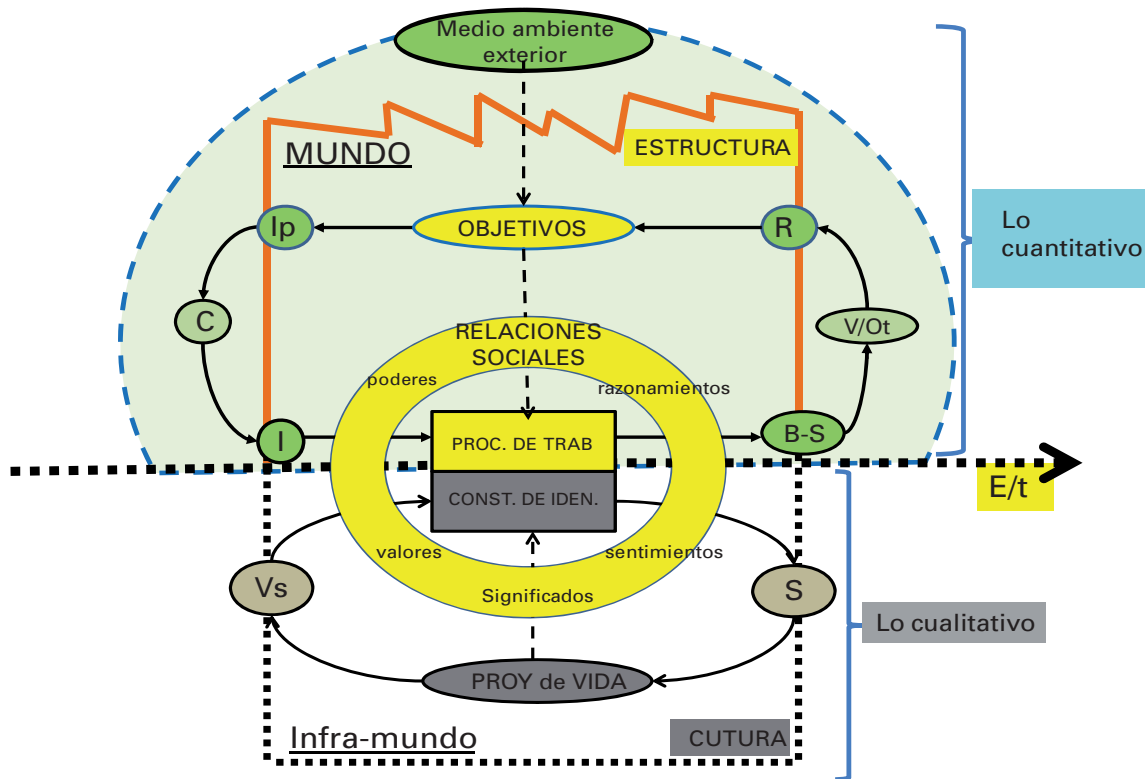 Medio ambiente
exterior
MUNDO
ESTRUCTURA
Ip
OBJETIVOS
R
Lo
cuantitativo
C
V/Ot
RELACIONES
SOCIALES
poderes
razonamientos
I
PROC. DE TRAB
B-S
E/t
CONST. DE IDEN.
valores
sentimientos
Vs
Significados
S
Lo cualitativo
PROY de VIDA
Infra-mundo
CUTURA